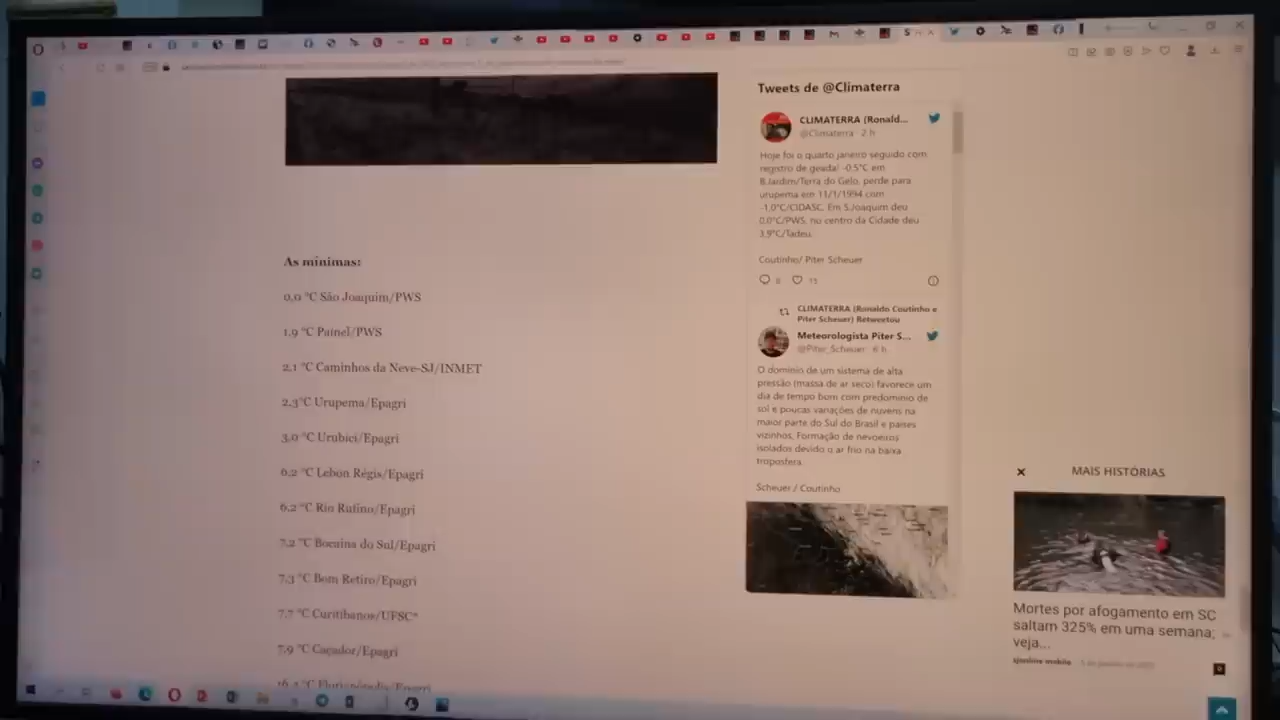 As mínimas:
0,0 °C São Joaquim/PWS
1,9 °C Painel/PWS
2,1 °C Caminhos da Neve-SJ/INMET
2,3°C Urupema/Epagri
3,0 °C Urubici/Epagri
6,2 °C Lebon Régis/Epagri
6,2 °C Rio Rufino/Epagri
7,2 °C Bocaina do Sul/Epagri
7,3 °C Bom Retiro/Epagri
7,7 °C Curitibanos/UFSC*
7,9 °C Caçador/Epagri
Florianópolis/Epagri
Tweets de @Climaterra
CLIMATERRA (Ronald...
@Climaterra · 2 h
Hoje foi o quarto janeiro seguido com
registro de geada! -0.5°C em
B.Jardim/Terra do Gelo, perde para
urupema em 11/1/1994 com
-1.0°C/CIDASC. Em S.Joaquim deu
0.0°C/PWS, no centro da Cidade deu
3.9°C/Tadeu.
Coutinho/ Piter Scheuer
15
CLIMATERRA (Ronaldo Coutinho e
Piter Scheuer) Retweetou
Meteorologista Piter S...
@Piter_Scheuer · 6 h
O domínio de um sistema de alta
pressão (massa de ar seco) favorece um
dia de tempo bom com predomínio de
sol e poucas variações de nuvens na
maior parte do Sul do Brasil e países
vizinhos. Formação de nevoeiros
isolados devido o ar frio na baixa
troposfera.
Scheuer / Coutinho
MAIS HISTÓRIAS
Mortes por afogamento em SC
saltam 325% em uma semana;
veja...